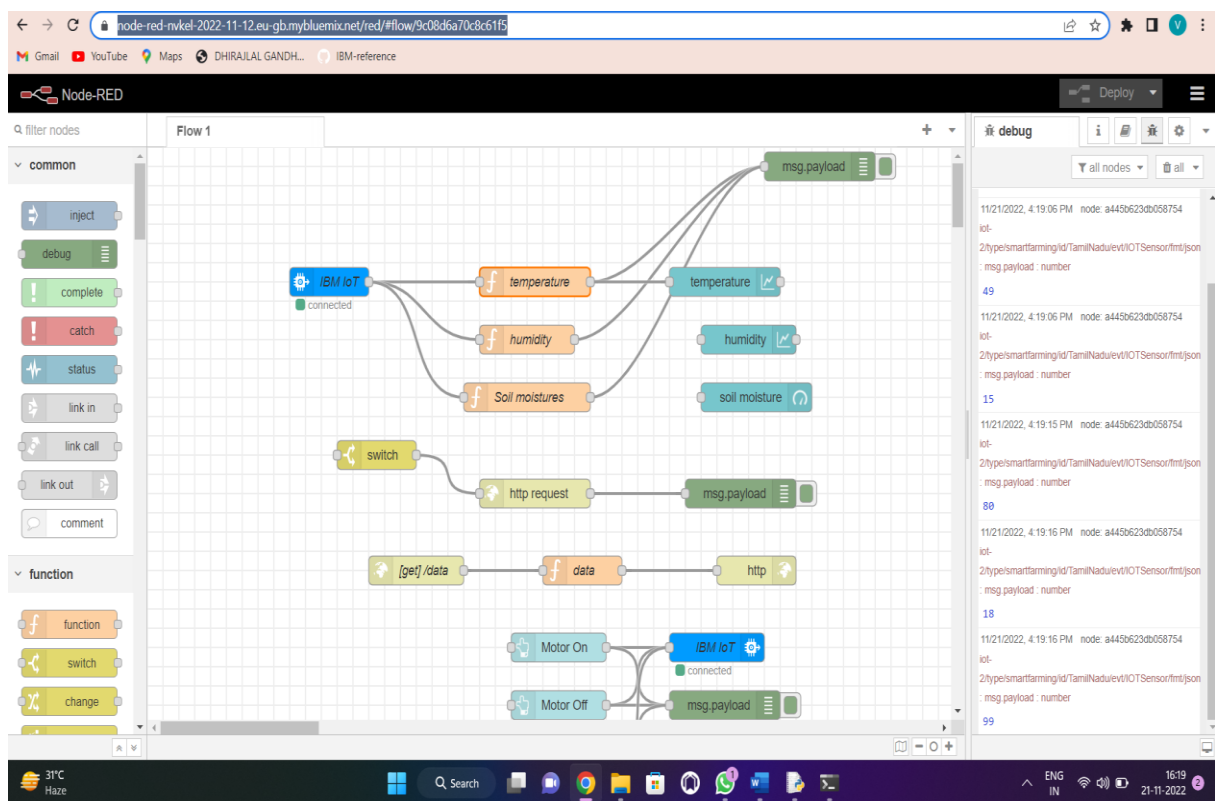 node-red-nvkel-2022-11-12.eu-gb.mybluemix.net/red/#flow/9c08d6a70c8c61f5
V
Gmail YouTube Maps DHIRAJLAL GANDH... IBM-reference
Node-RED
Deploy
filter nodes
Flow 1
debug
all nodes
all
common
inject
debug
complete
catch
status
link in
link call
link out
comment
function
function
switch
change
msg.payload
IBM IoT
connected
temperature
temperature
humidity
humidity
Soil moistures
soil moisture
switch
http request
msg.payload
[get] /data
data
http
Motor On
IBM IoT
connected
Motor Off
msg.payload
11/21/2022, 4:19:06 PM node: a445b623db058754
iot-
2/type/smartfarming/id/TamilNadu/evt/IOTSensor/fmt/json
: msg.payload : number
49
11/21/2022, 4:19:06 PM node: a445b623db058754
iot-
2/type/smartfarming/id/TamilNadu/evt/IOTSensor/fmt/json
: msg.payload : number
15
11/21/2022, 4:19:15 PM node: a445b623db058754
iot-
2/type/smartfarming/id/TamilNadu/evt/IOTSensor/fmt/json
: msg.payload : number
80
11/21/2022, 4:19:16 PM node: a445b623db058754
iot-
2/type/smartfarming/id/TamilNadu/evt/IOTSensor/fmt/json
: msg.payload : number
18
11/21/2022, 4:19:16 PM node: a445b623db058754
iot-
2/type/smartfarming/id/TamilNadu/evt/IOTSensor/fmt/json
: msg.payload : number
99
31°C
Haze
Search
ENG
IN
16:19
21-11-2022
2